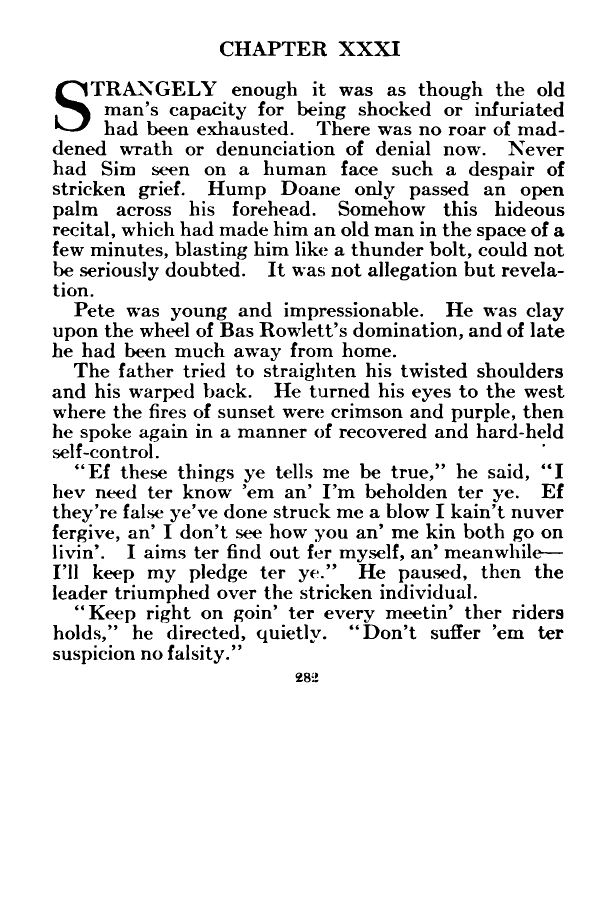 CHAPTER XXXI
STRANGELY enough it was as though the old
man's capacity for being shocked or infuriated
had been exhausted. There was no roar of mad-
dened wrath or denunciation of denial now. Never
had Sim seen on a human face such a despair of
stricken grief. Hump Doane only passed an open
palm across his forehead. Somehow this hideous
recital, which had made him an old man in the space of a
few minutes, blasting him like a thunder bolt, could not
be seriously doubted. It was not allegation but revela-
tion.
Pete was young and impressionable. He was clay
upon the wheel of Bas Rowlett's domination, and of late
he had been much away from home.
The father tried to straighten his twisted shoulders
and his warped back. He turned his eyes to the west
where the fires of sunset were crimson and purple, then
he spoke again in a manner of recovered and hard-held
self-control.
"Ef these things ye tells me be true," he said, "I
hev need ter know 'em an' I'm beholden ter ye. Ef
they're false ye've done struck me a blow I kain't nuver
fergive, an' I don't see how you an' me kin both go on
livin'. I aims ter find out fer myself, an' meanwhile—
I'll keep my pledge ter ye." He paused, then the
leader triumphed over the stricken individual.
"Keep right on goin' ter every meetin' ther riders
holds," he directed, quietly. "Don't suffer 'em ter
suspicion no falsity."
282